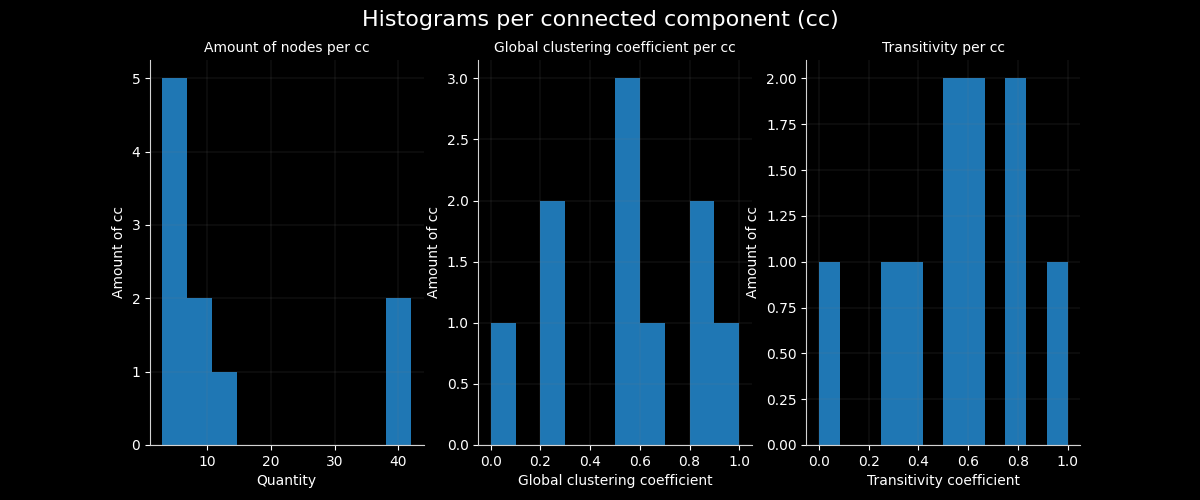 Histograms per connected component (cc)
Amount of nodes per cc
Amount of cc
5
4
3
2
1
0
10 20 30 40
Quantity
Global clustering coefficient per cc
Amount of cc
3.0
2.5
2.0
1.5
1.0
0.5
0.0
0.0 0.2 0.4 0.6 0.8 1.0
Global clustering coefficient
Transitivity per cc
Amount of cc
2.00
1.75
1.50
1.25
1.00
0.75
0.50
0.25
0.00
0.0 0.2 0.4 0.6 0.8 1.0
Transitivity coefficient